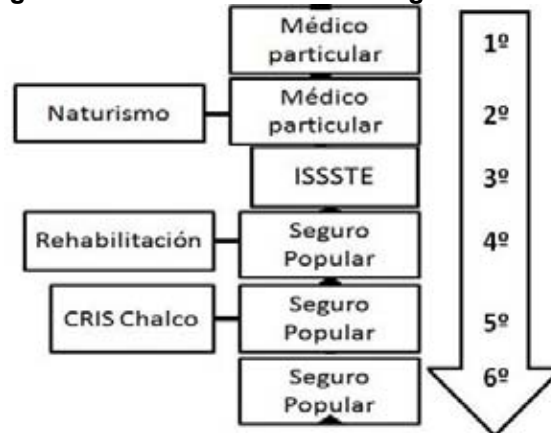 Médico
particular
1º
Naturismo
Médico
particular
2º
ISSSTE
3º
Rehabilitación
Seguro
Popular
4º
CRIS Chalco
Seguro
Popular
5º
Seguro
Popular
6º